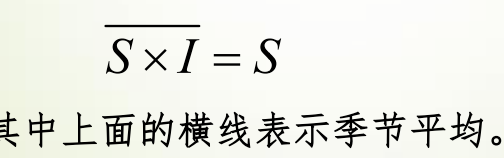 $\overline{S \times I} = S$
其中上面的横线表示季节平均。